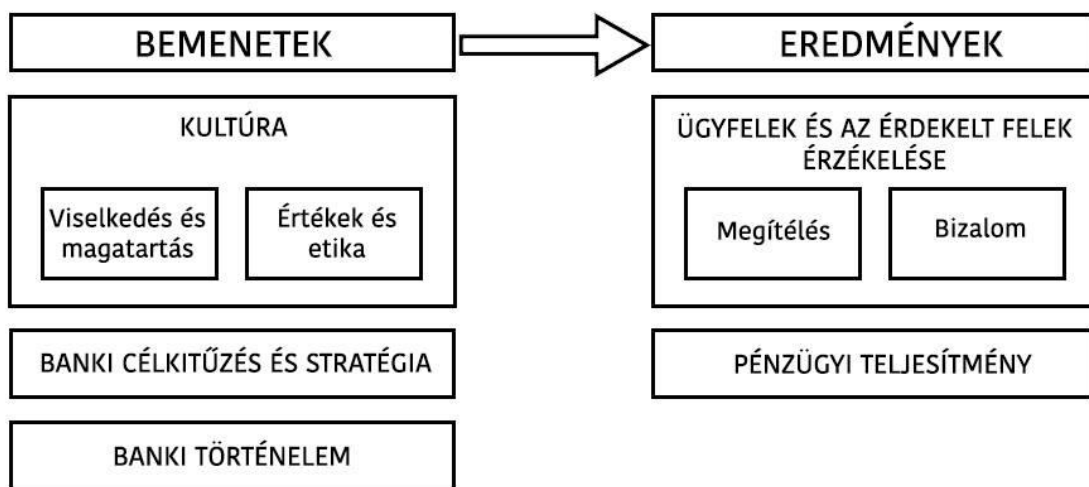 BEMENETEK
KULTÚRA
Viselkedés és
magatartás
Értékek és
etika
BANKI CÉLKITŰZÉS ÉS STRATÉGIA
BANKI TÖRTÉNELEM
EREDMÉNYEK
ÜGYFELEK ÉS AZ ÉRDEKELT FELEK
ÉRZÉKELÉSE
Megítélés
Bizalom
PÉNZÜGYI TELJESÍTMÉNY